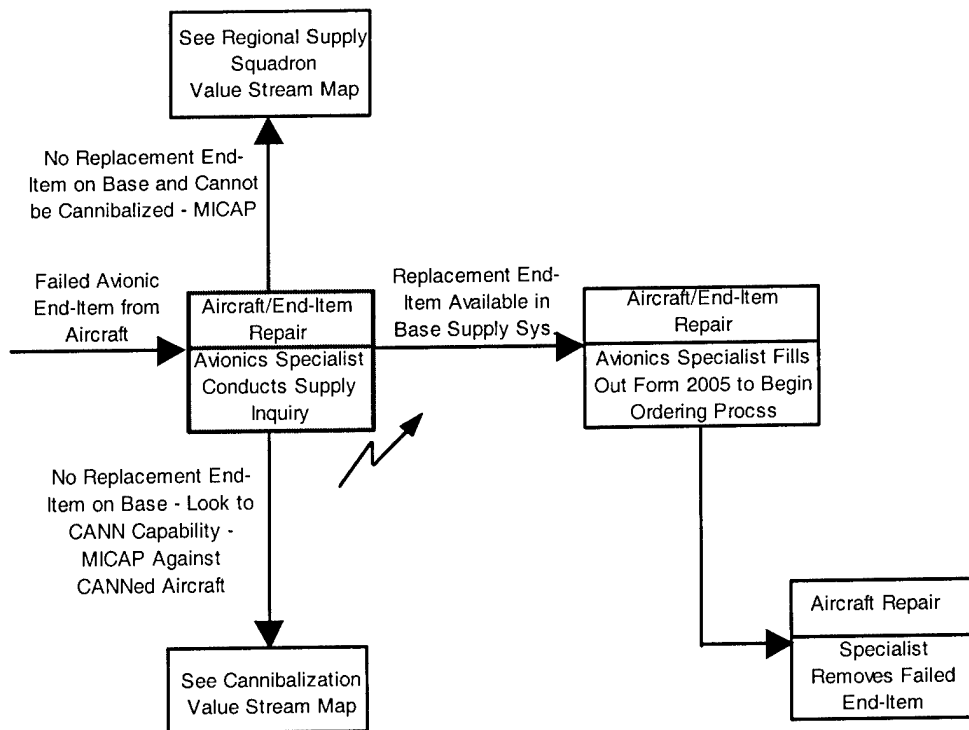 See Regional Supply
Squadron
Value Stream Map
No Replacement End-
Item on Base and Cannot
be Cannibalized - MICAP
Failed Avionic
End-Item from
Aircraft
Aircraft/End-Item
Repair
Avionics Specialist
Conducts Supply
Inquiry
Replacement End-
Item Available in
Base Supply Sys.
Aircraft/End-Item
Repair
Avionics Specialist Fills
Out Form 2005 to Begin
Ordering Procss
No Replacement End-
Item on Base - Look to
CANN Capability -
MICAP Against
CANNed Aircraft
See Cannibalization
Value Stream Map
Aircraft Repair
Specialist
Removes Failed
End-Item